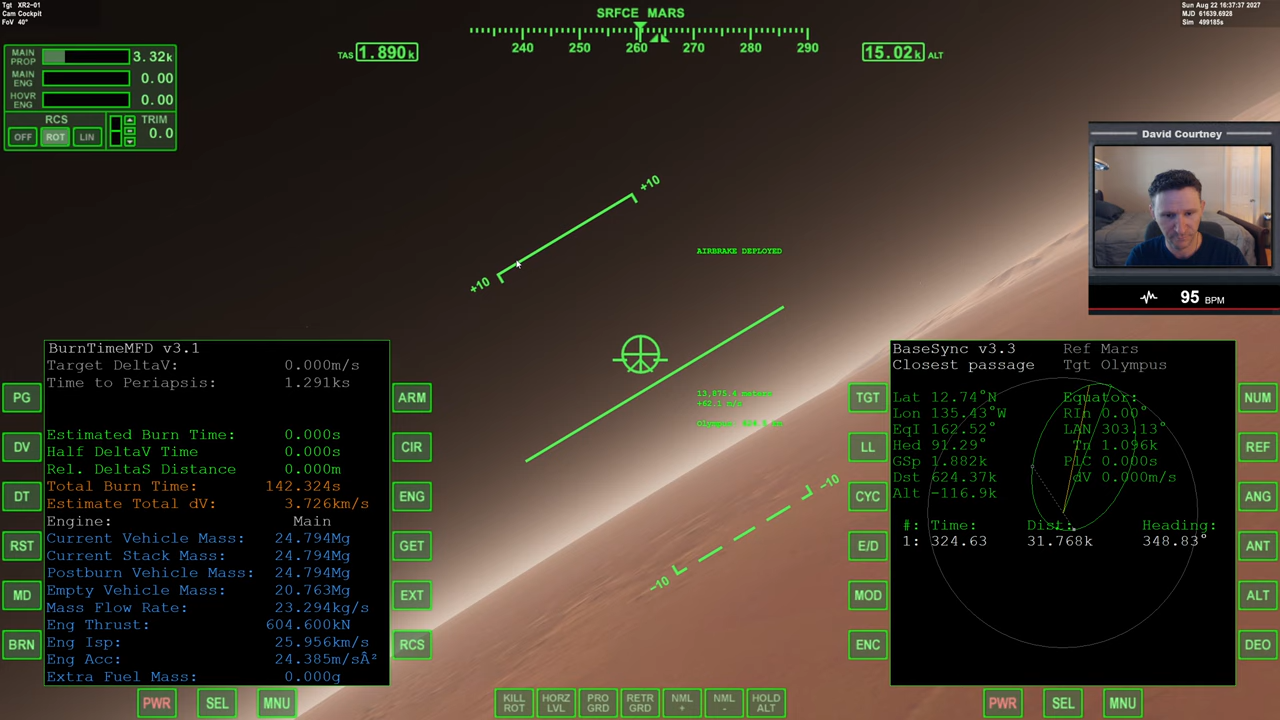 Tgt XR2-01
Cam Cockpit
FoV 40°
SRFCE MARS
240 250 260 270 280 290
Sun Aug 22 16:37:37 2027
MJD 61639.6928
Sim 499185s
MAIN PROP 3.32k
MAIN ENG 0.00
HOVR ENG 0.00
RCS TRIM
OFF ROT LIN 0.0
TAS 1.890k
15.02k ALT
David Courtney
95 BPM
+10 +10
AIRBRAKE DEPLOYED
13,875.4 meters
+62.1 m/s
-10 -10
BurnTimeMFD v3.1
Target DeltaV: 0.000m/s
Time to Periapsis: 1.291ks
Estimated Burn Time: 0.000s
Half DeltaV Time 0.000s
Rel. DeltaS Distance 0.000m
Total Burn Time: 142.324s
Estimate Total dV: 3.726km/s
Engine: Main
Current Vehicle Mass: 24.794Mg
Current Stack Mass: 24.794Mg
Postburn Vehicle Mass: 24.794Mg
Empty Vehicle Mass: 20.763Mg
Mass Flow Rate: 23.294kg/s
Eng Thrust: 604.600kN
Eng Isp: 25.956km/s
Eng Acc: 24.385m/sÂ²
Extra Fuel Mass: 0.000g
PG
DV
DT
RST
MD
BRN
ARM
CIR
ENG
GET
EXT
RCS
PWR SEL MNU
KILL ROT
HORZ LVL
PRO GRD
RETR GRD
NML +
NML -
HOLD ALT
BaseSync v3.3 Ref Mars
Closest passage Tgt Olympus
Lat 12.74°N Equator:
Lon 135.43°W RIn 0.00°
EqI 162.52° LAN 303.13°
Hed 91.29° Tn 1.096k
GSp 1.882k PlC 0.000s
Dst 624.37k dV 0.000m/s
Alt -116.9k
#: Time: Dist: Heading:
1: 324.63 31.768k 348.83°
TGT
LL
CYC
E/D
MOD
ENC
NUM
REF
ANG
ANT
ALT
DEO
PWR SEL MNU